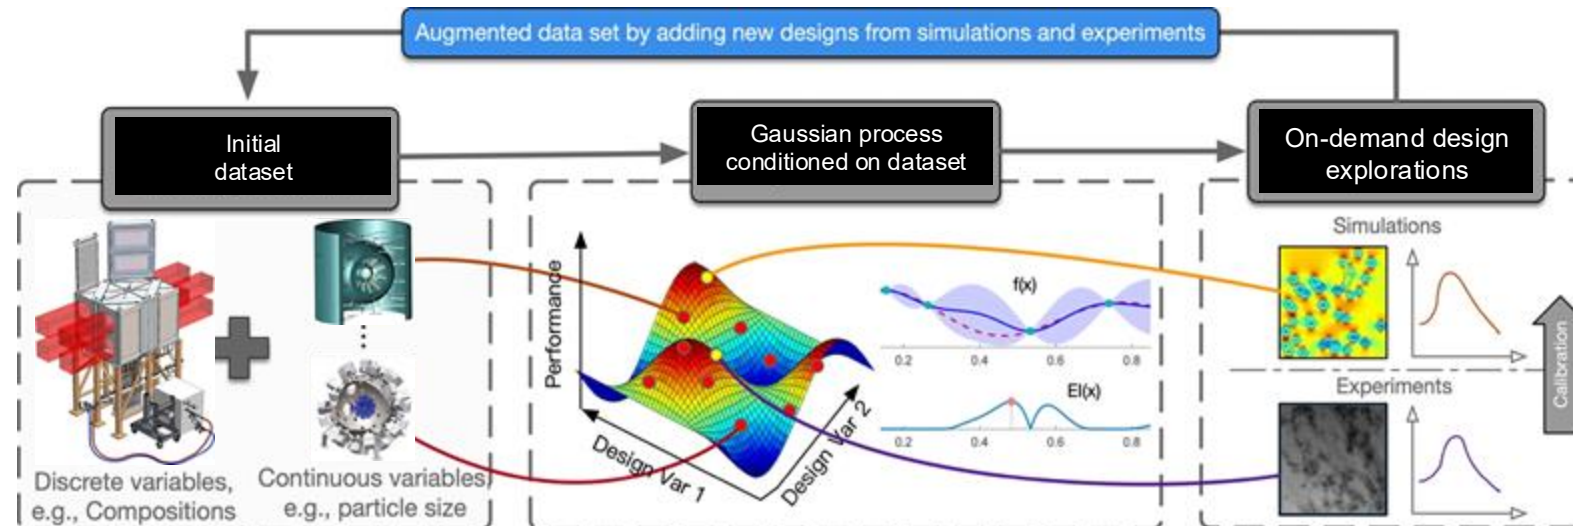 Augmented data set by adding new designs from simulations and experiments
Initial
dataset
Gaussian process
conditioned on dataset
On-demand design
explorations
Discrete variables,
e.g., Compositions
Continuous variables
e.g., particle size
Performance
Design Var 1
Design Var 2
f(x)
0.2 0.4 0.6 0.8
EI(x)
0.2 0.4 0.6 0.8
Simulations
Experiments
Calibration